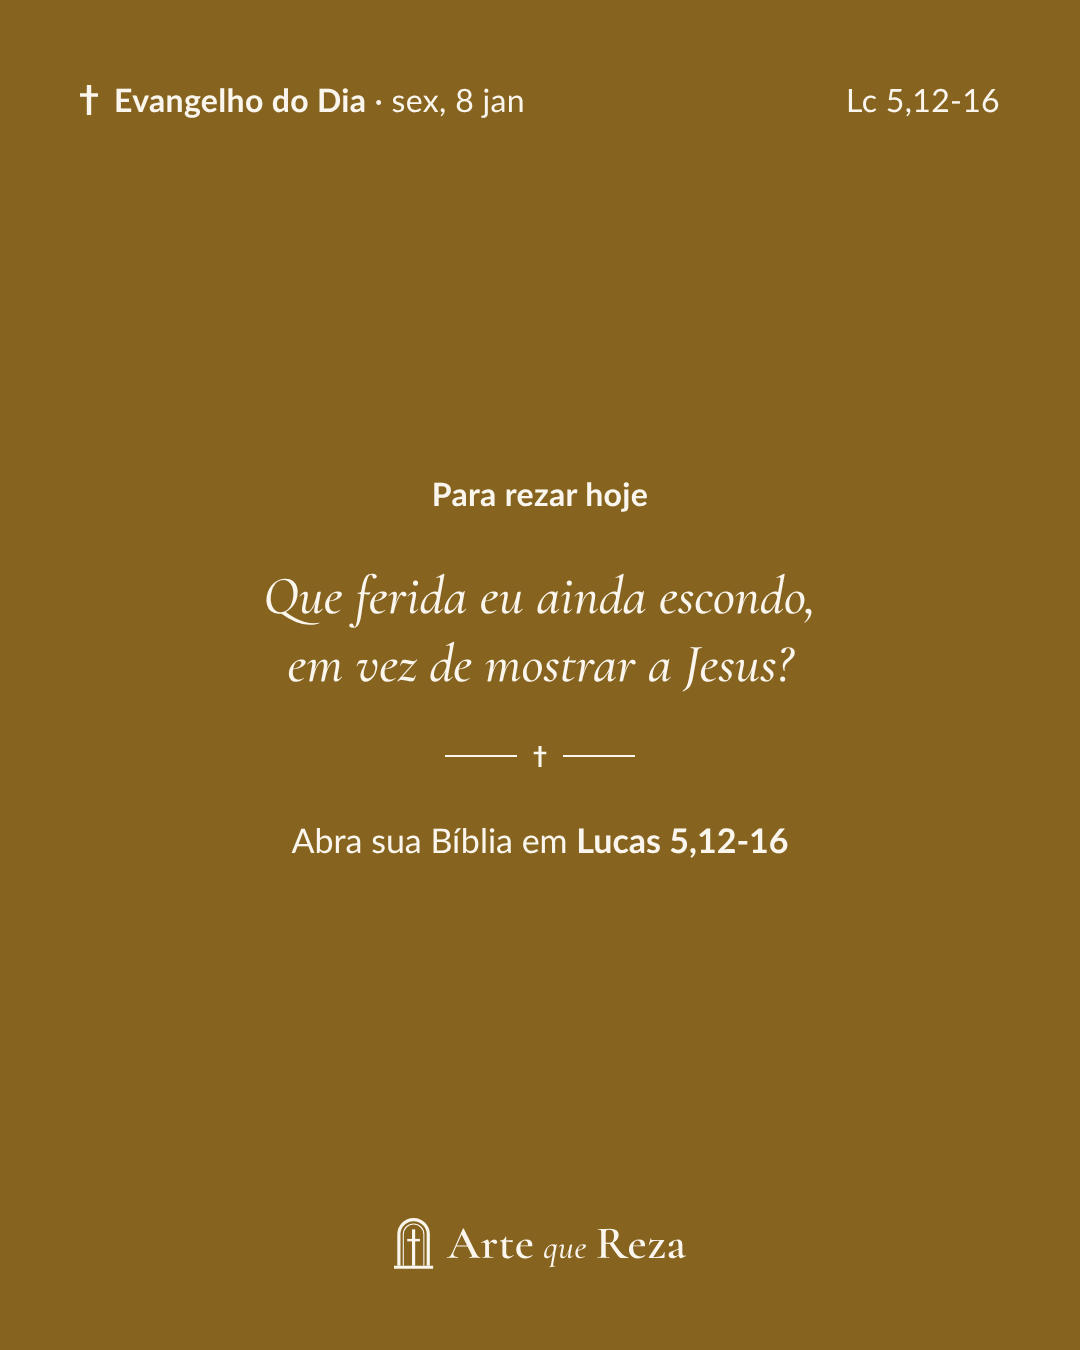 † Evangelho do Dia · sex, 8 jan
Lc 5,12-16
Para rezar hoje
Que ferida eu ainda escondo,
em vez de mostrar a Jesus?
†
Abra sua Bíblia em Lucas 5,12-16
Arte que Reza